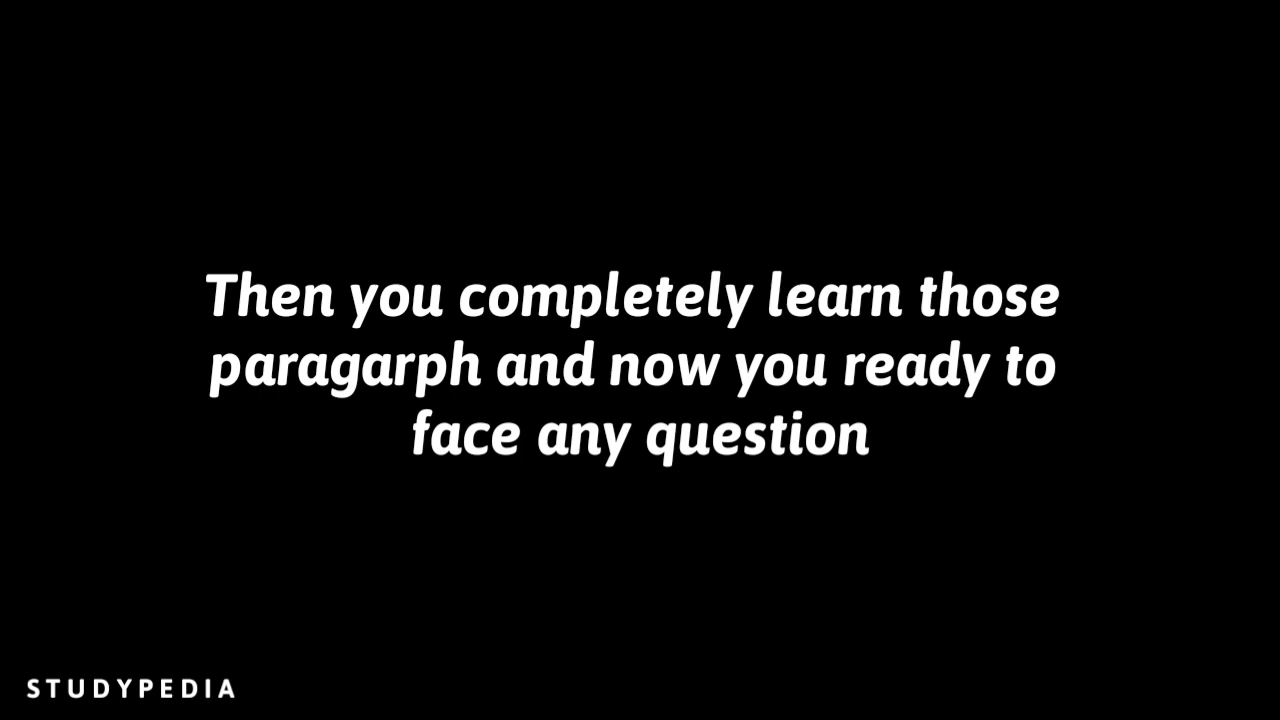 Then you completely learn those
paragarph and now you ready to
face any question
STUDYPEDIA